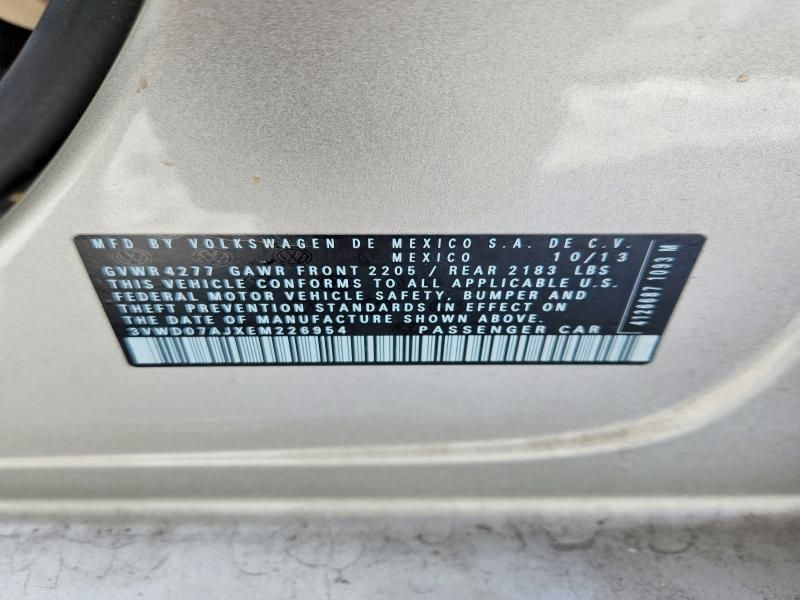 MFD BY VOLKSWAGEN DE MEXICO S.A. DE C.V.
MEXICO 10/13
GVWR 4277 GAWR FRONT 2205 / REAR 2183 LBS
THIS VEHICLE CONFORMS TO ALL APPLICABLE U.S.
FEDERAL MOTOR VEHICLE SAFETY, BUMPER AND
THEFT PREVENTION STANDARDS IN EFFECT ON
THE DATE OF MANUFACTURE SHOWN ABOVE.
3VWD07AJXEM226954 PASSENGER CAR
4120087 1093 M